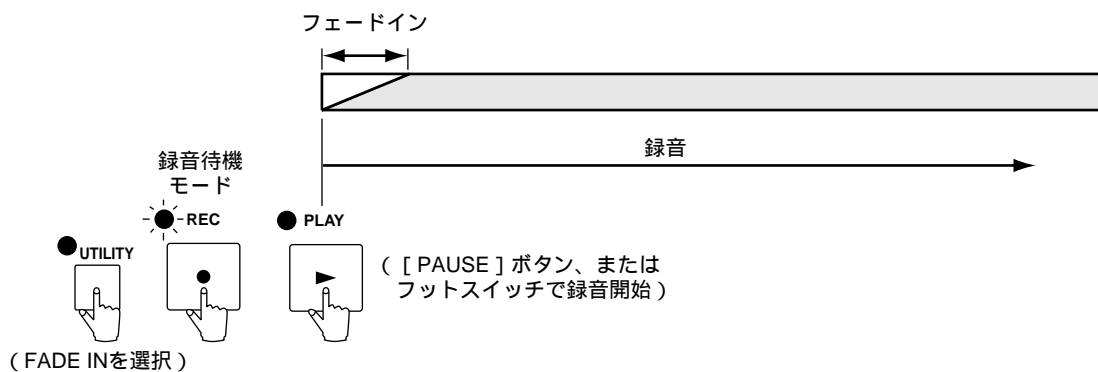 フェードイン
録音
録音待機
モード
REC
PLAY
UTILITY
（［PAUSE］ボタン、または
フットスイッチで録音開始）
（FADE INを選択）